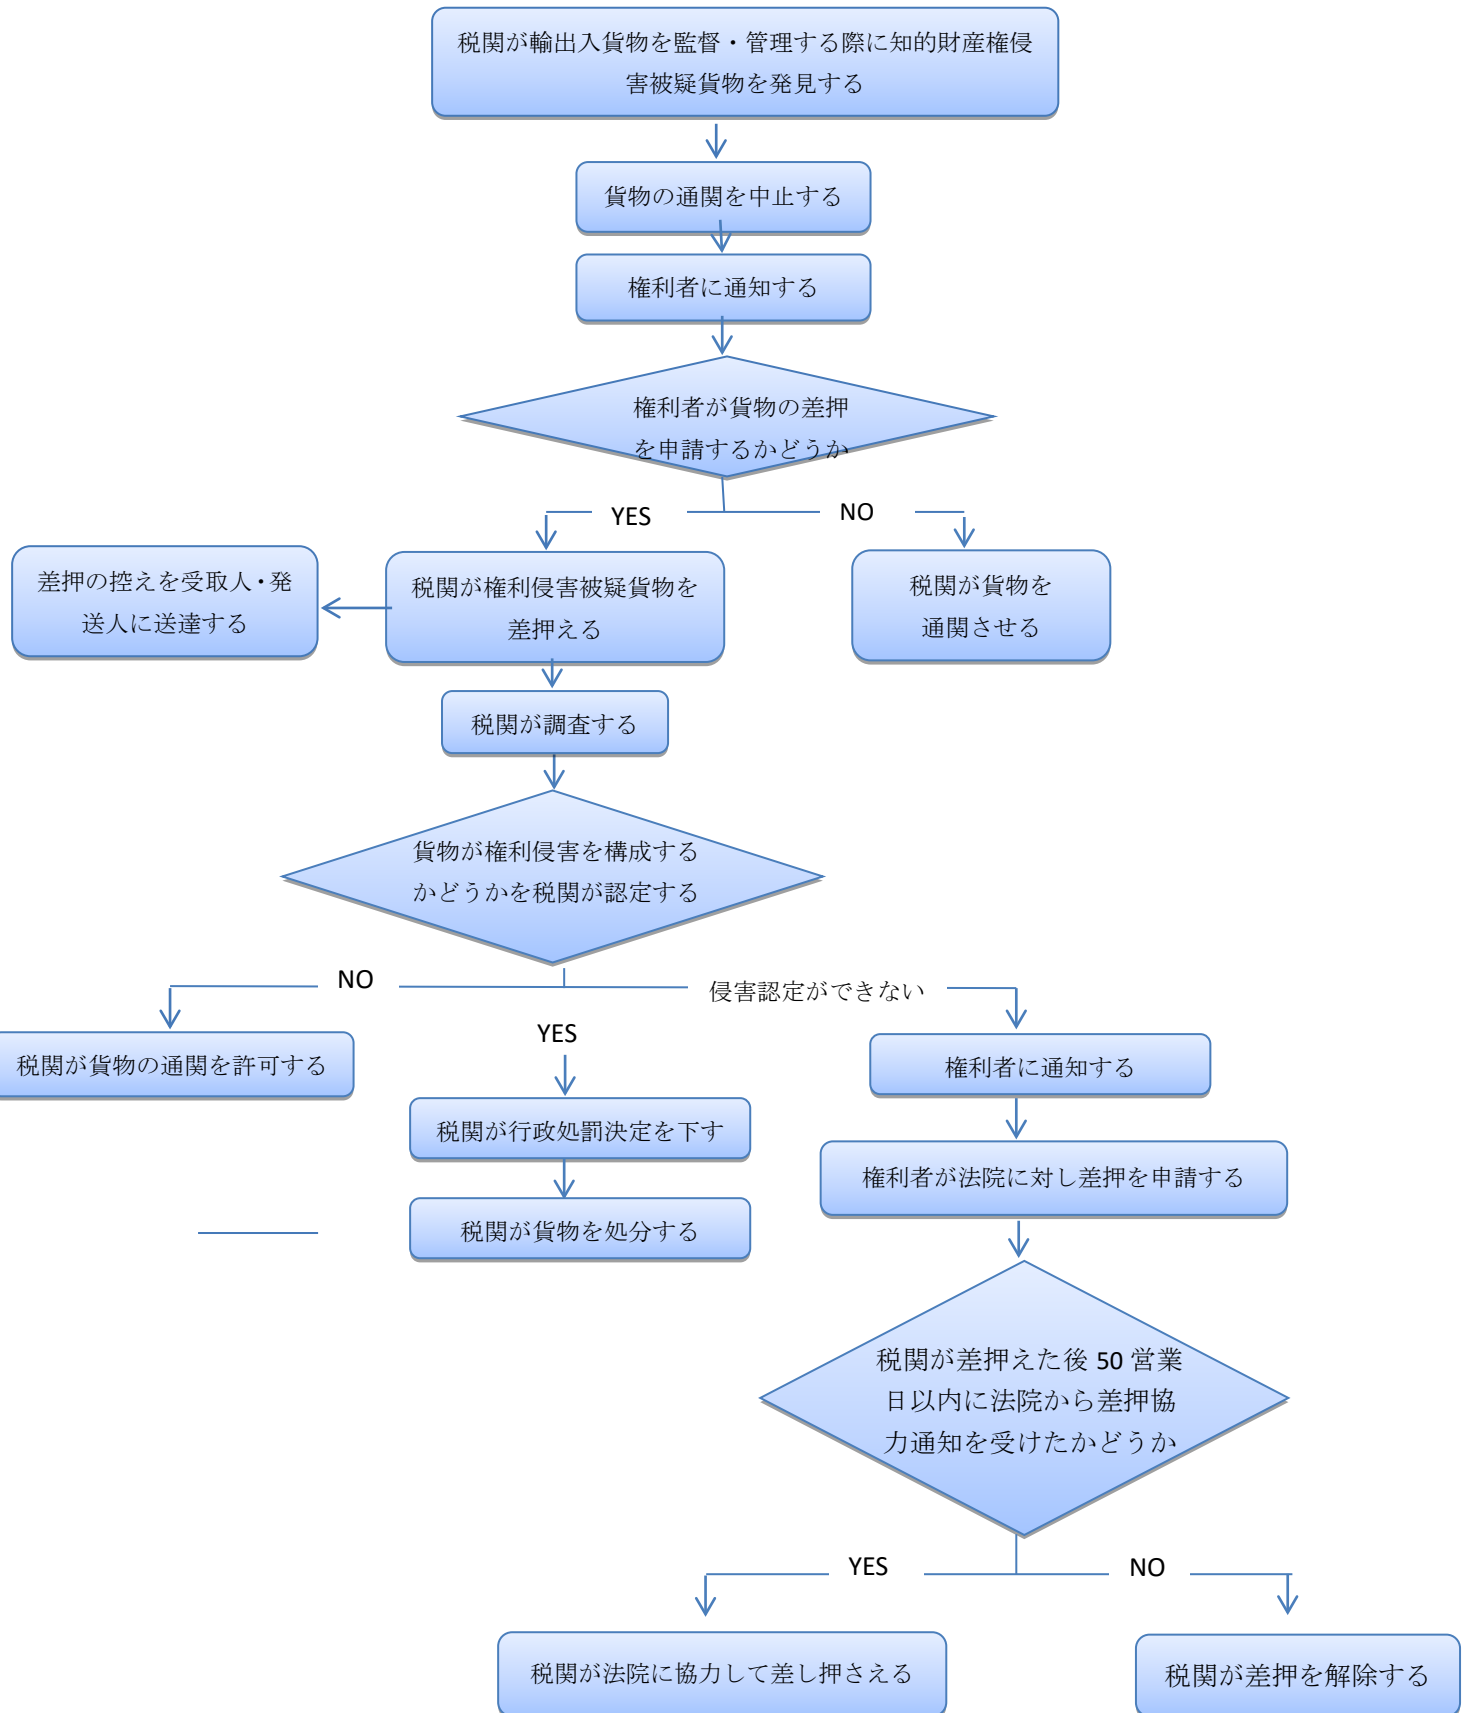 税関が輸出入貨物を監督・管理する際に知的財産権侵
害被疑貨物を発見する
貨物の通関を中止する
権利者に通知する
権利者が貨物の差押
を申請するかどうか
YES
NO
差押の控えを受取人・発
送人に送達する
税関が権利侵害被疑貨物を
差押える
税関が貨物を
通関させる
税関が調査する
貨物が権利侵害を構成する
かどうかを税関が認定する
NO
侵害認定ができない
YES
税関が貨物の通関を許可する
権利者に通知する
税関が行政処罰決定を下す
権利者が法院に対し差押を申請する
税関が貨物を処分する
税関が差押えた後 50 営業
日以内に法院から差押協
力通知を受けたかどうか
YES
NO
税関が法院に協力して差し押さえる
税関が差押を解除する